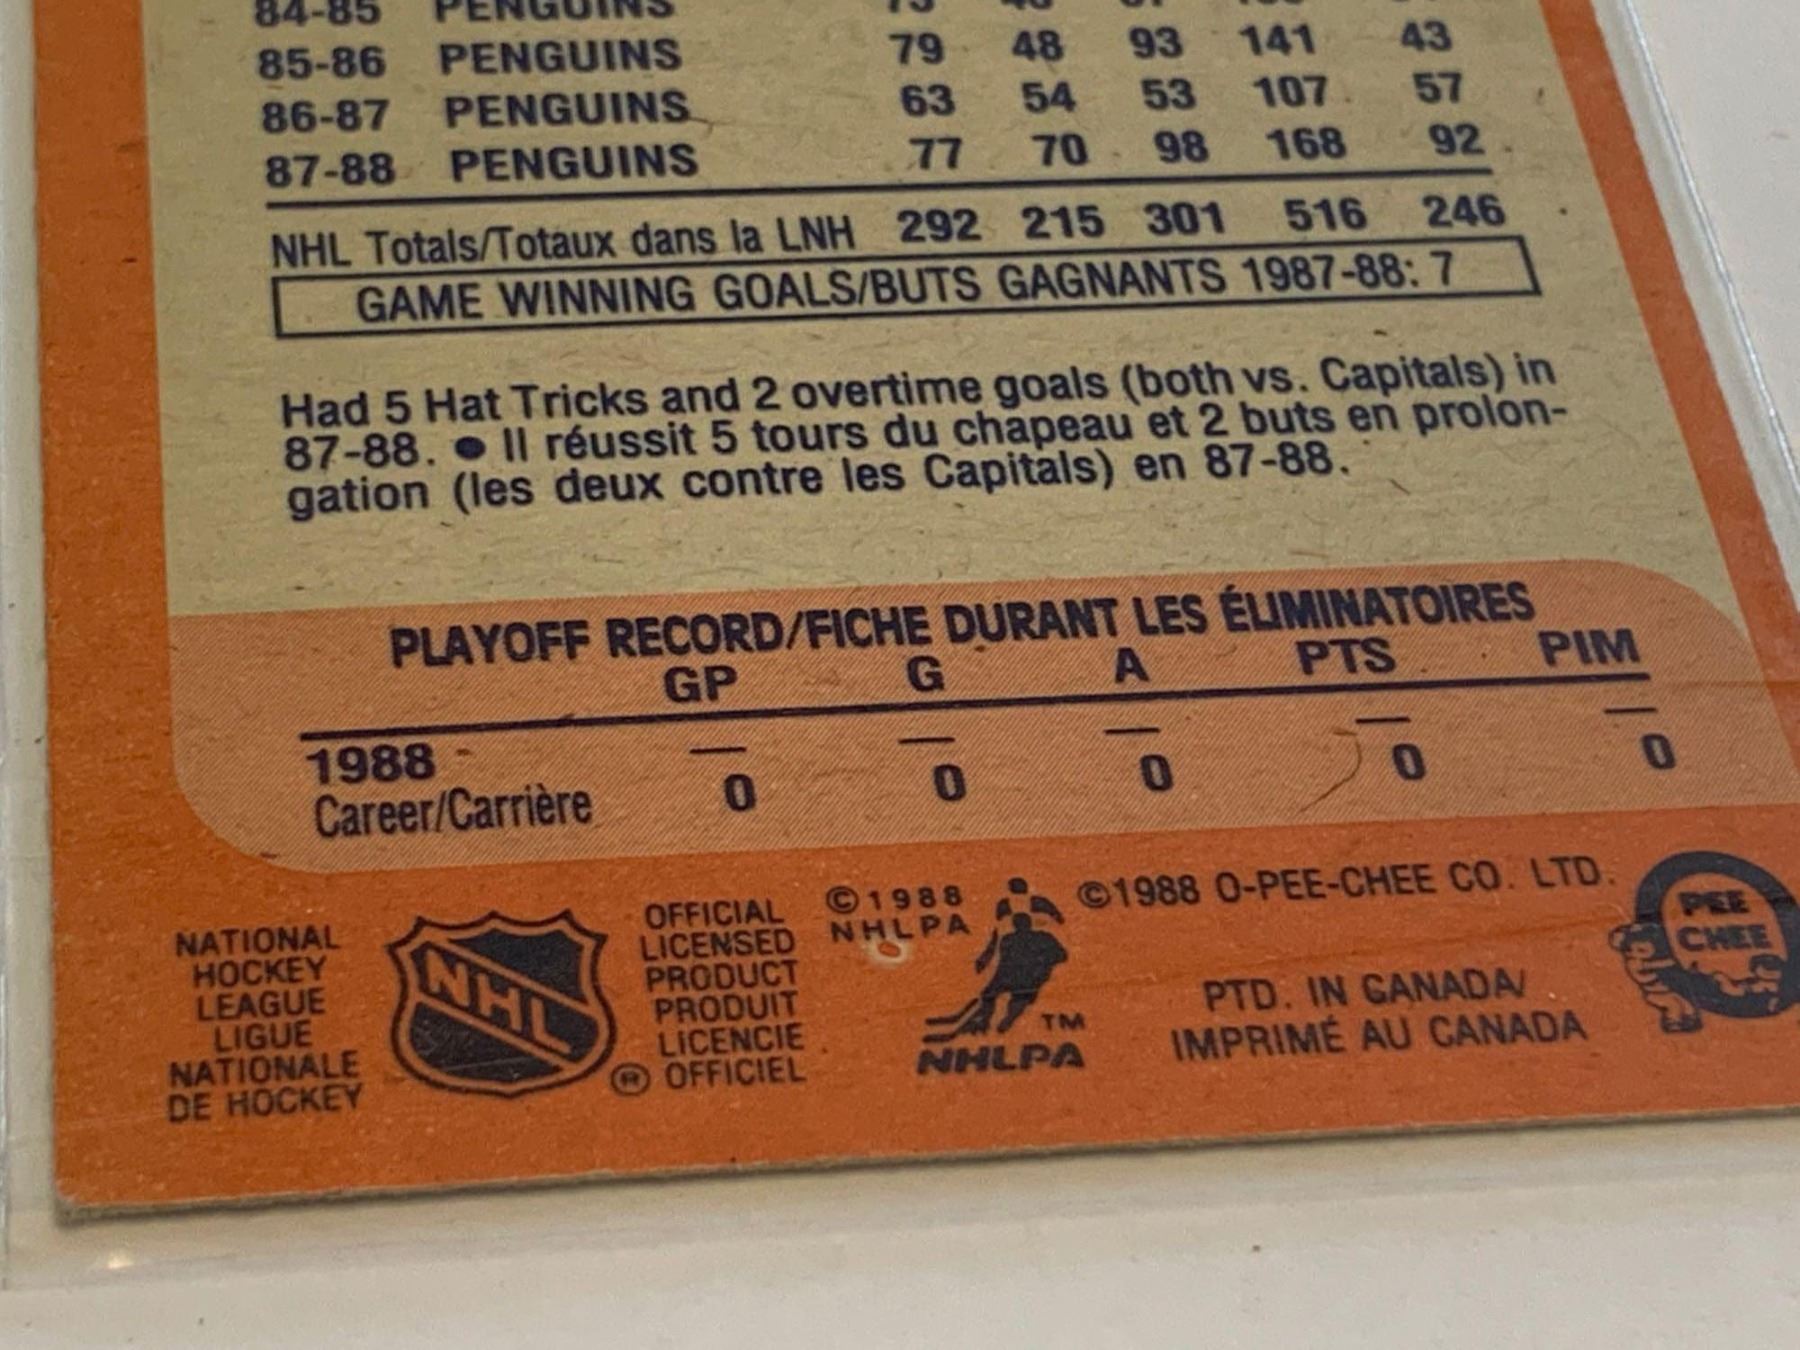 84-85 PENGUINS
85-86 PENGUINS 79 48 93 141 43
86-87 PENGUINS 63 54 53 107 57
87-88 PENGUINS 77 70 98 168 92
NHL Totals/Totaux dans la LNH 292 215 301 516 246
GAME WINNING GOALS/BUTS GAGNANTS 1987-88: 7
Had 5 Hat Tricks and 2 overtime goals (both vs. Capitals) in
87-88. ● Il réussit 5 tours du chapeau et 2 buts en prolon-
gation (les deux contre les Capitals) en 87-88.
PLAYOFF RECORD/FICHE DURANT LES ÉLIMINATOIRES
GP G A PTS PIM
1988 — — — — —
Career/Carrière 0 0 0 0 0
NATIONAL
HOCKEY
LEAGUE
LIGUE
NATIONALE
DE HOCKEY
NHL
®
OFFICIAL
LICENSED
PRODUCT
PRODUIT
LICENCIE
OFFICIEL
©1988
NHLPA
TM
NHLPA
©1988 O-PEE-CHEE CO. LTD.
PTD. IN CANADA/
IMPRIMÉ AU CANADA
PEE
CHEE